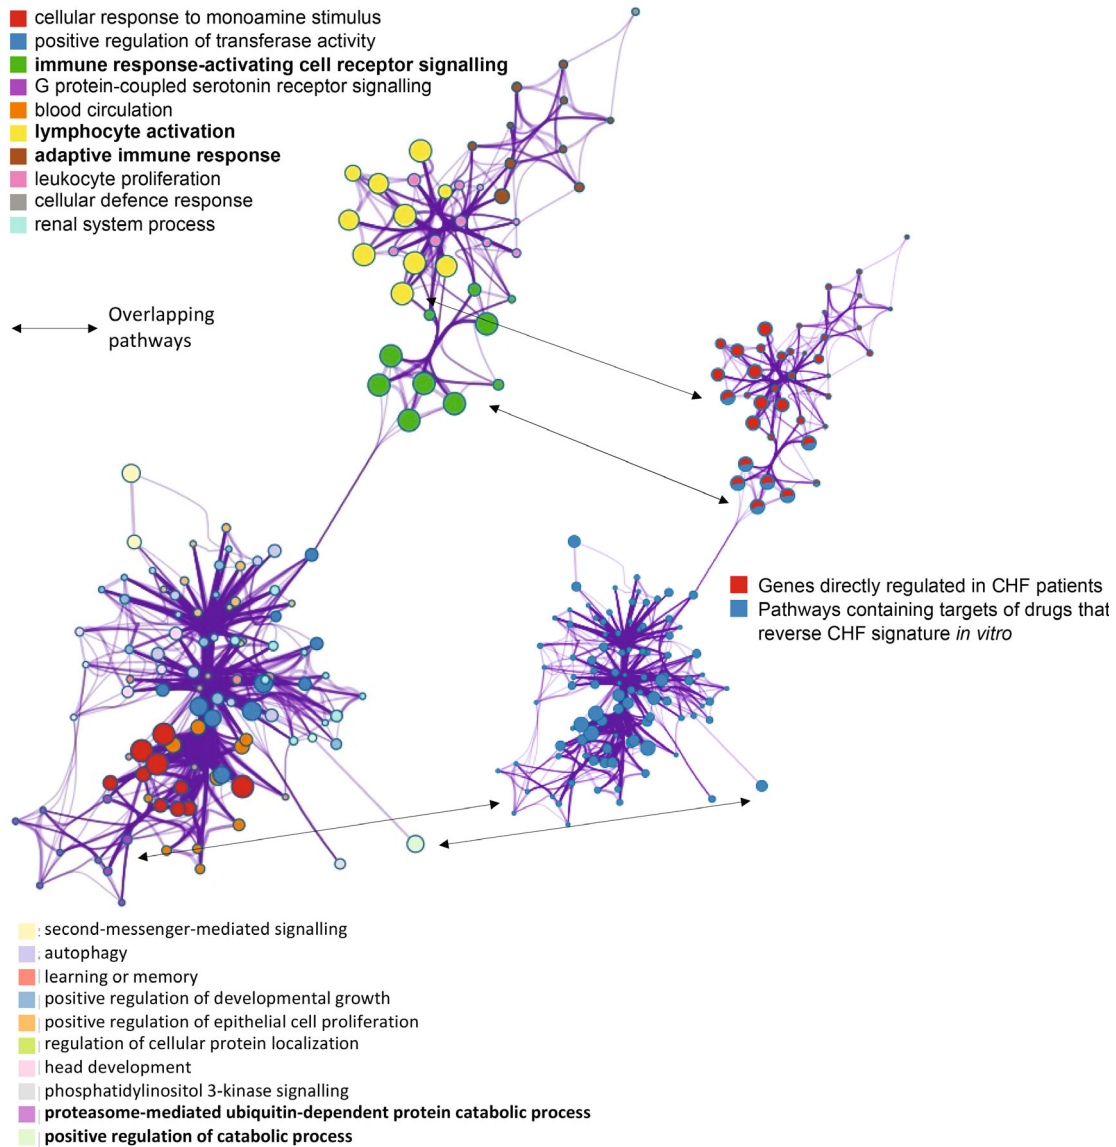 cellular response to monoamine stimulus
positive regulation of transferase activity
immune response-activating cell receptor signalling
G protein-coupled serotonin receptor signalling
blood circulation
lymphocyte activation
adaptive immune response
leukocyte proliferation
cellular defence response
renal system process
Overlapping
pathways
Genes directly regulated in CHF patients
Pathways containing targets of drugs that
reverse CHF signature in vitro
second-messenger-mediated signalling
autophagy
learning or memory
positive regulation of developmental growth
positive regulation of epithelial cell proliferation
regulation of cellular protein localization
head development
phosphatidylinositol 3-kinase signalling
proteasome-mediated ubiquitin-dependent protein catabolic process
positive regulation of catabolic process